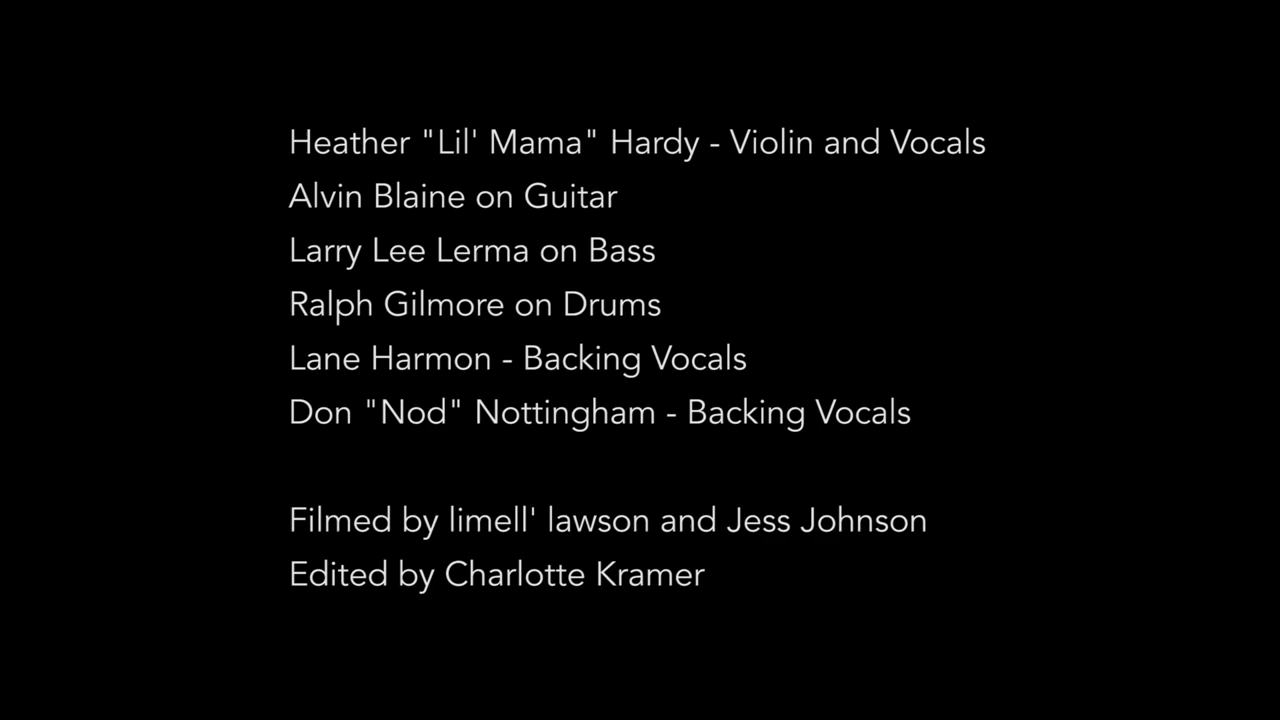 Heather "Lil' Mama" Hardy - Violin and Vocals
Alvin Blaine on Guitar
Larry Lee Lerma on Bass
Ralph Gilmore on Drums
Lane Harmon - Backing Vocals
Don "Nod" Nottingham - Backing Vocals
Filmed by limell' lawson and Jess Johnson
Edited by Charlotte Kramer